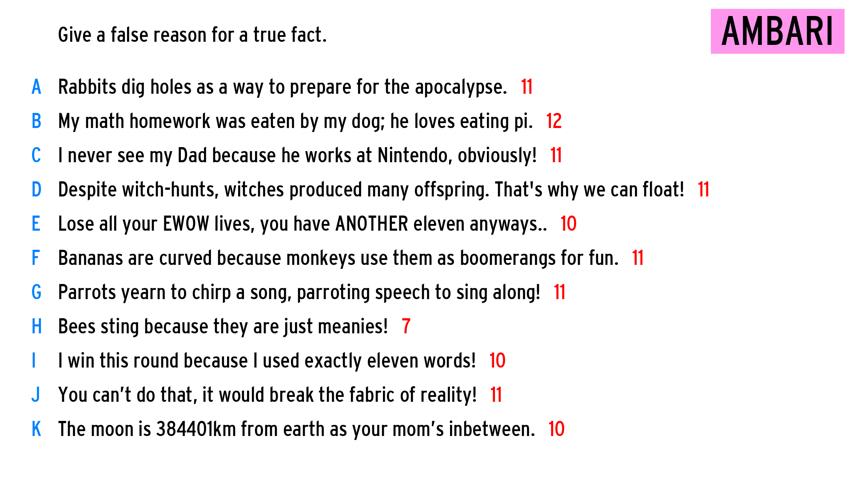 Give a false reason for a true fact.
AMBARI
A Rabbits dig holes as a way to prepare for the apocalypse. 11
B My math homework was eaten by my dog; he loves eating pi. 12
C I never see my Dad because he works at Nintendo, obviously! 11
D Despite witch-hunts, witches produced many offspring. That's why we can float! 11
E Lose all your EWOW lives, you have ANOTHER eleven anyways.. 10
F Bananas are curved because monkeys use them as boomerangs for fun. 11
G Parrots yearn to chirp a song, parroting speech to sing along! 11
H Bees sting because they are just meanies! 7
I I win this round because I used exactly eleven words! 10
J You can't do that, it would break the fabric of reality! 11
K The moon is 384401km from earth as your mom's inbetween. 10